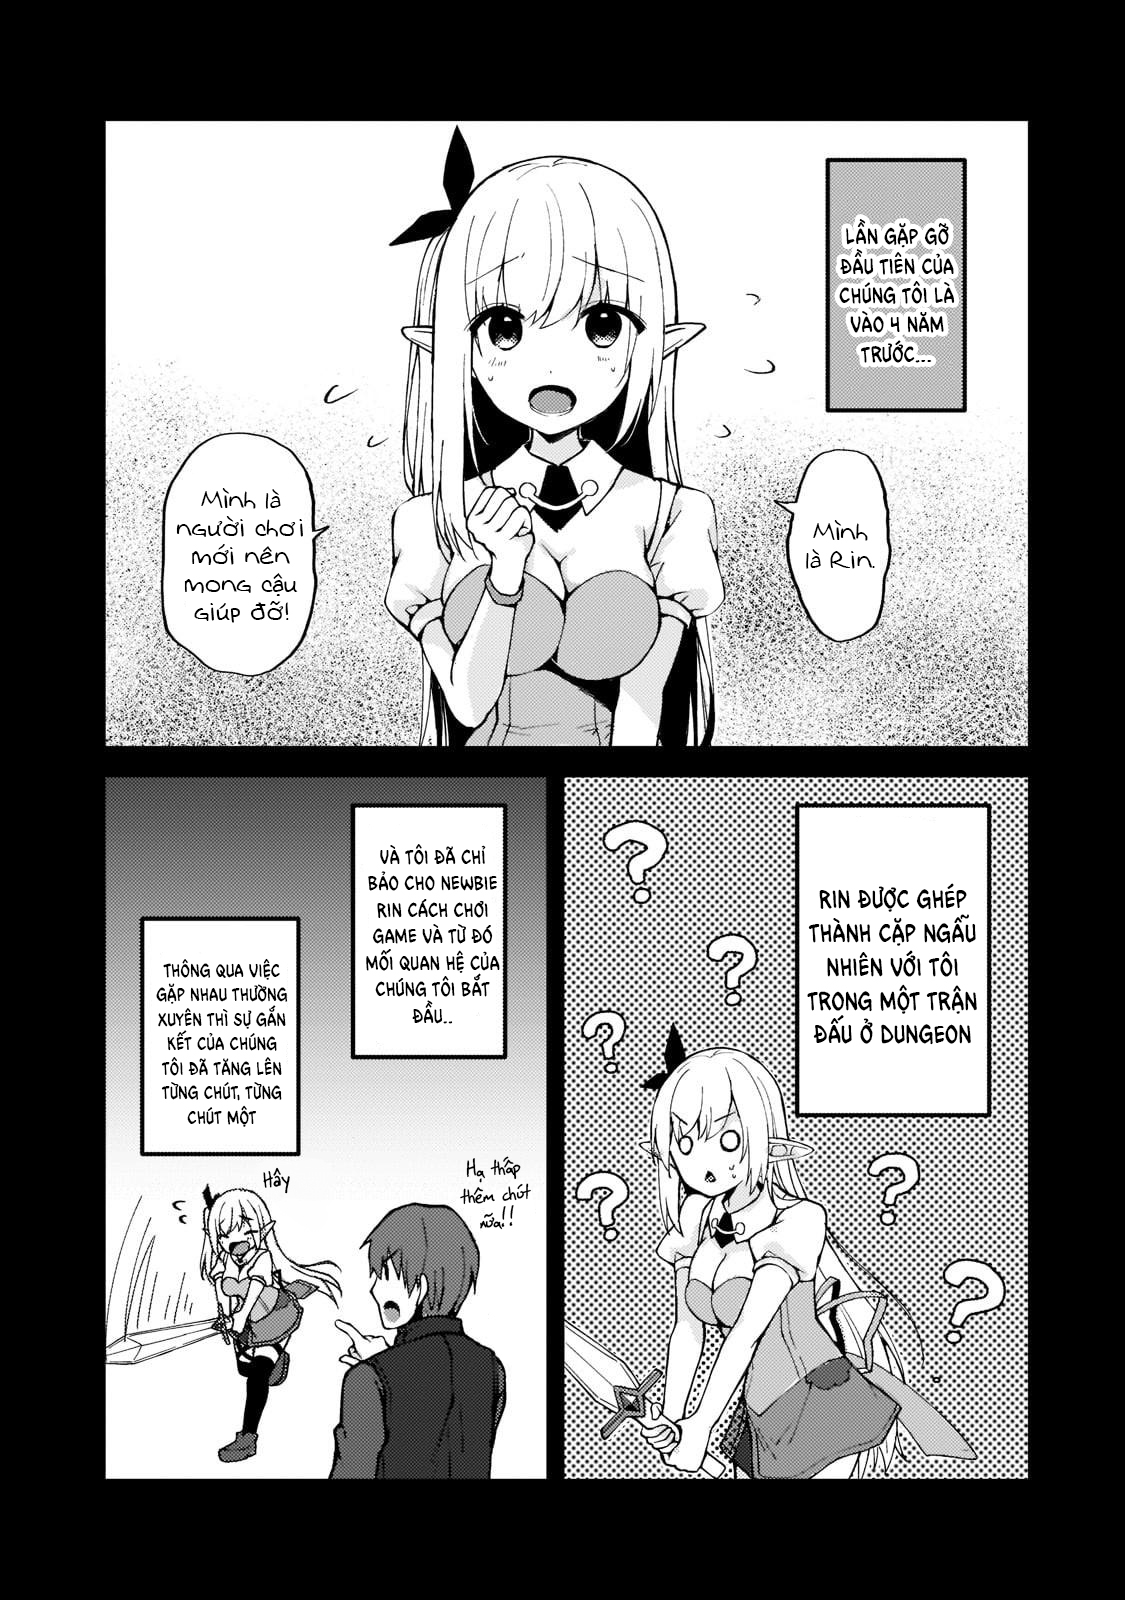 LẦN GẶP GỠ
ĐẦU TIÊN CỦA
CHÚNG TÔI LÀ
VÀO 4 NĂM
TRƯỚC...
Mình
là Rin.
Mình là
người chơi
mới nên
mong cậu
giúp đỡ!
RIN ĐƯỢC GHÉP
THÀNH CẶP NGẪU
NHIÊN VỚI TÔI
TRONG MỘT TRẬN
ĐẤU Ở DUNGEON
?
?
?
?
?
?
VÀ TÔI ĐÃ CHỈ
BẢO CHO NEWBIE
RIN CÁCH CHƠI
GAME VÀ TỪ ĐÓ
MỐI QUAN HỆ CỦA
CHÚNG TÔI BẮT
ĐẦU..
THÔNG QUA VIỆC
GẶP NHAU THƯỜNG
XUYÊN THÌ SỰ GẮN
KẾT CỦA CHÚNG
TÔI ĐÃ TĂNG LÊN
TỪNG CHÚT, TỪNG
CHÚT MỘT
Hạ thấp
thêm chút
nữa!!
Hây